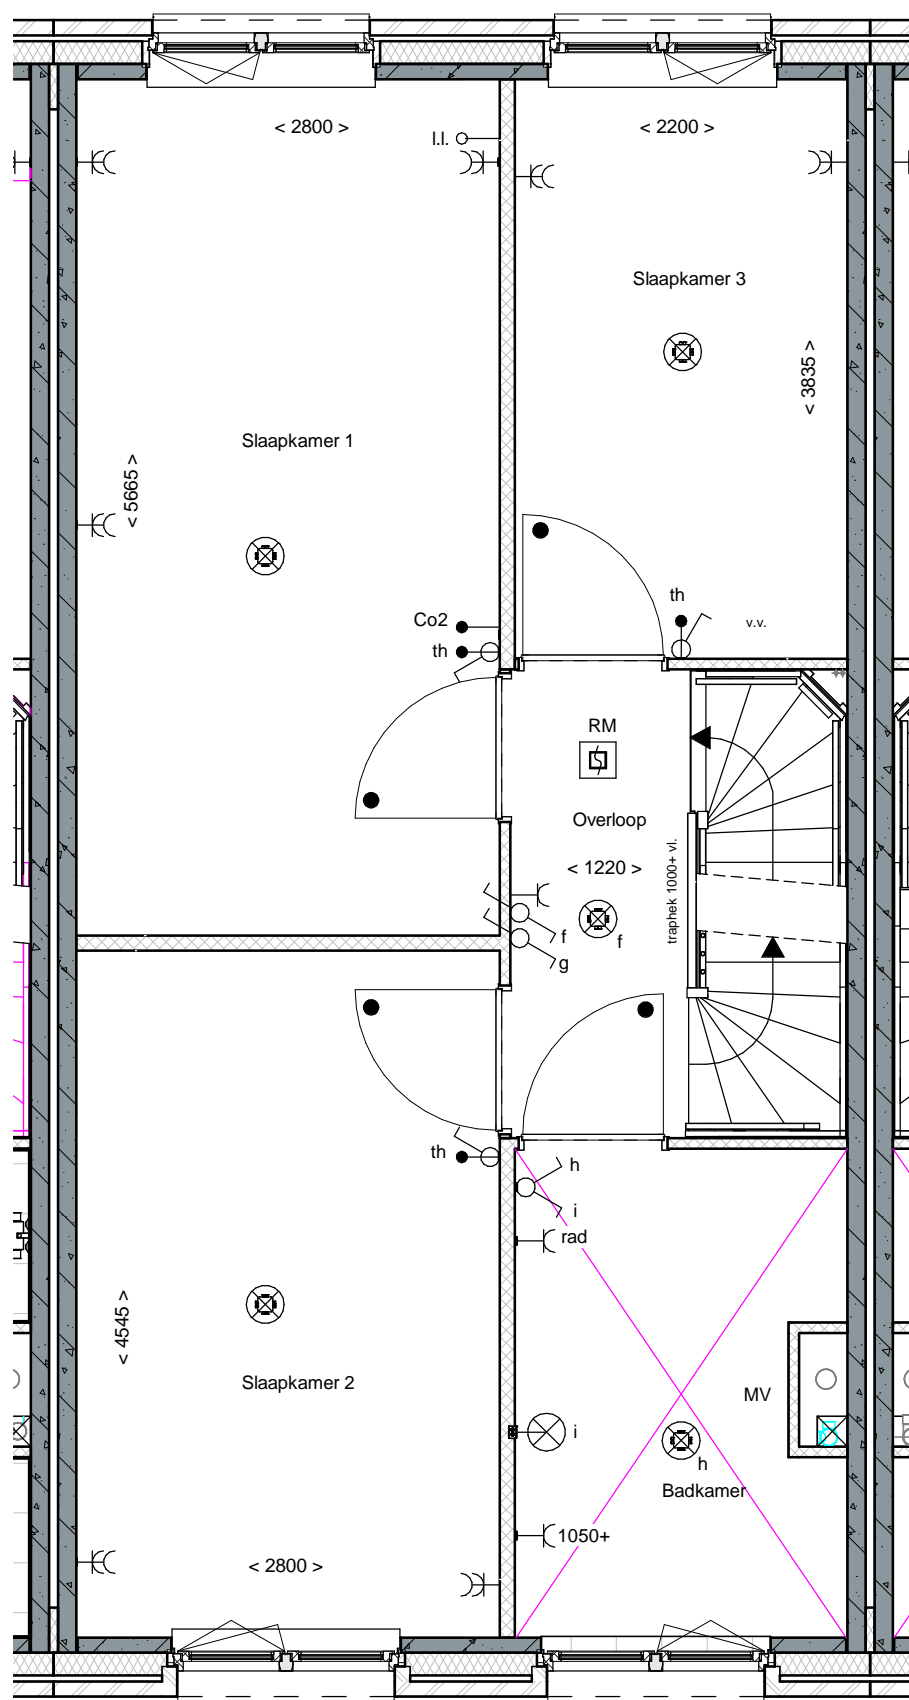 < 2800 >
< 2200 >
l.l.
Slaapkamer 3
< 3835 >
Slaapkamer 1
< 5665 >
th
Co2
v.v.
th
RM
Overloop
< 1220 >
traphek 1000+ vl.
f
f
g
th
h
i
rad
< 4545 >
Slaapkamer 2
MV
i
h
Badkamer
1050+
< 2800 >